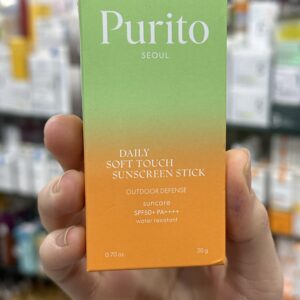 Purito
SEOUL
DAILY
SOFT TOUCH
SUNSCREEN STICK
OUTDOOR DEFENSE
suncare
SPF50+ PA++++
water resistant
0.70 oz
20 g